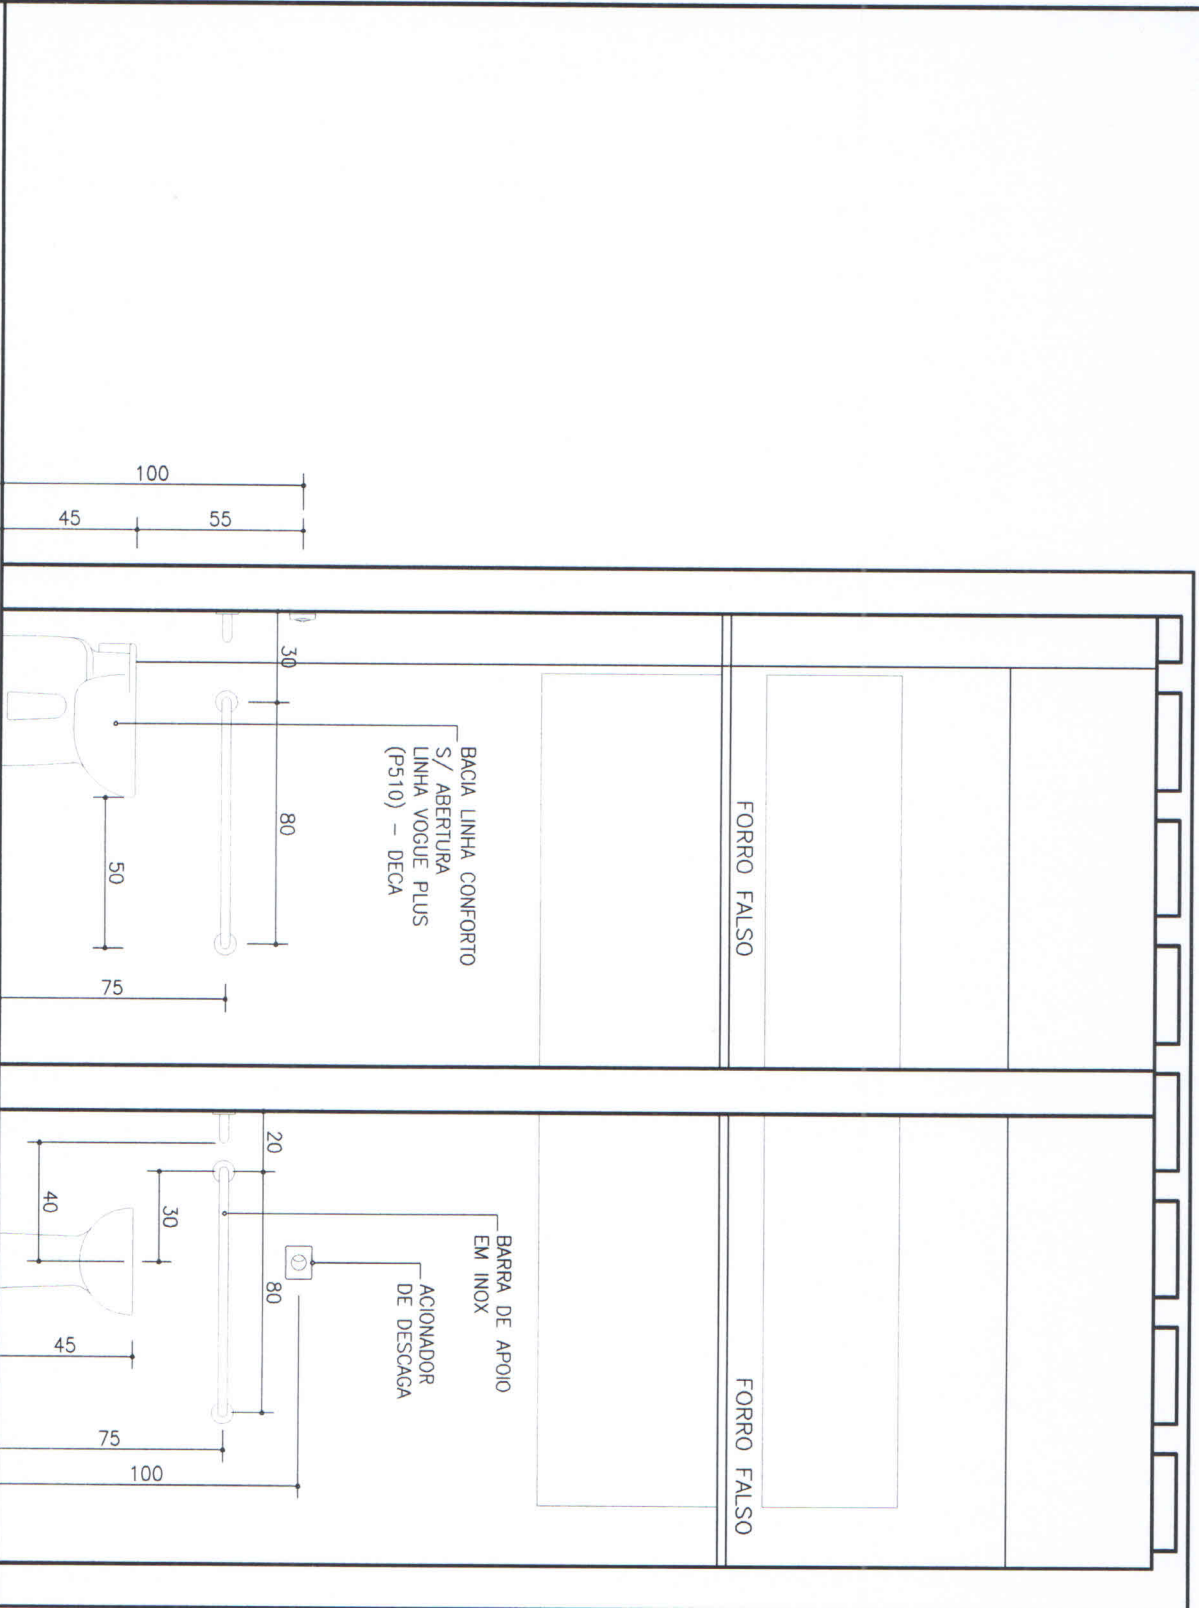 FORRO FALSO
FORRO FALSO
BACIA LINHA CONFORTO
S/ ABERTURA
LINHA VOGUE PLUS
(P510) - DECA
BARRA DE APOIO
EM INOX
ACIONADOR
DE DESCAGA
100
45
55
30
80
50
75
20
80
30
40
45
75
100